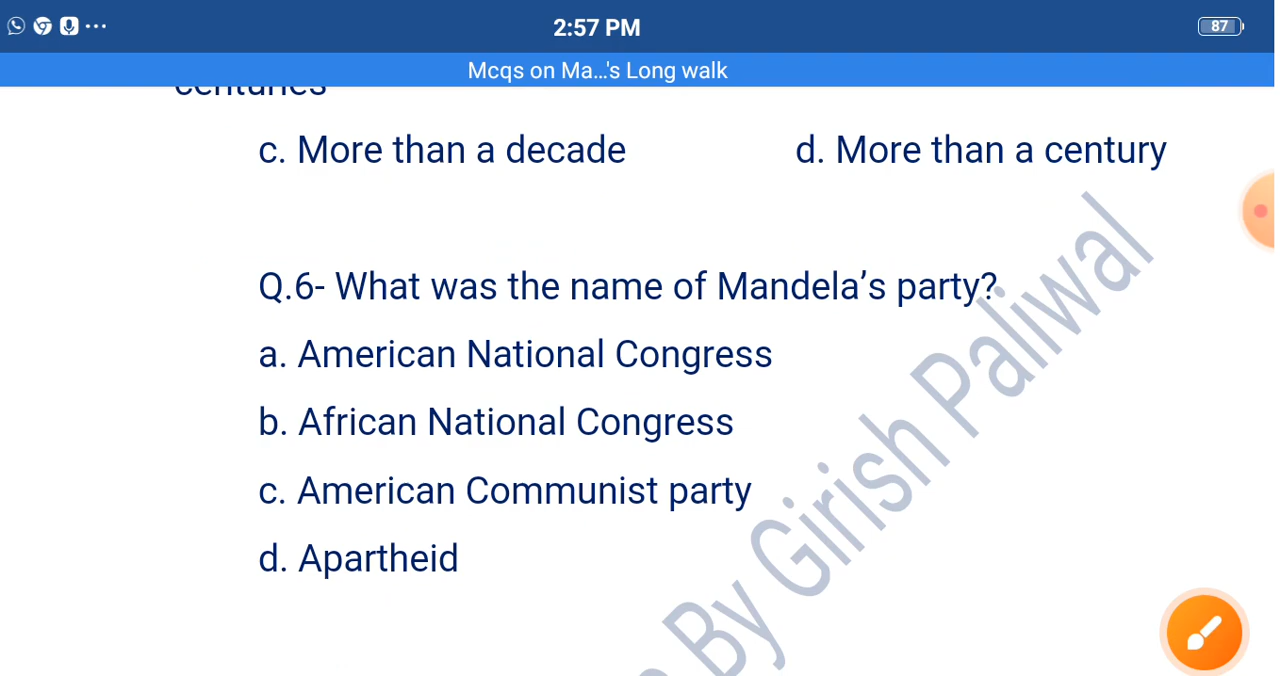 2:57 PM
87
Mcqs on Ma...'s Long walk
centuries
c. More than a decade d. More than a century
Q.6- What was the name of Mandela’s party?
a. American National Congress
b. African National Congress
c. American Communist party
d. Apartheid
By Girish Paliwal